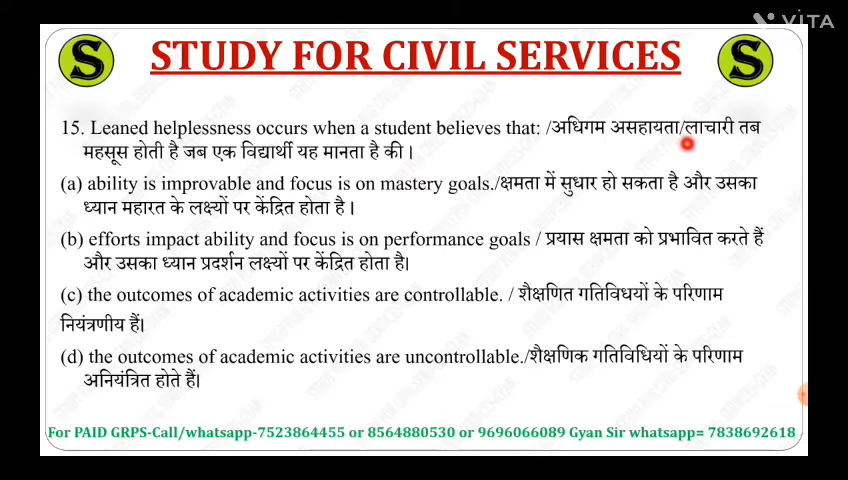 VITA
S
STUDY FOR CIVIL SERVICES
S
15. Leaned helplessness occurs when a student believes that: /अधिगम असहायता/लाचारी तब
महसूस होती है जब एक विद्यार्थी यह मानता है की ।
(a) ability is improvable and focus is on mastery goals./क्षमता में सुधार हो सकता है और उसका
ध्यान महारत के लक्ष्यों पर केंद्रित होता है ।
(b) efforts impact ability and focus is on performance goals / प्रयास क्षमता को प्रभावित करते हैं
और उसका ध्यान प्रदर्शन लक्ष्यों पर केंद्रित होता है।
(c) the outcomes of academic activities are controllable. / शैक्षणित गतिविधयों के परिणाम
नियंत्रणीय हैं।
(d) the outcomes of academic activities are uncontrollable./शैक्षणिक गतिविधियों के परिणाम
अनियंत्रित होते हैं।
For PAID GRPS-Call/whatsapp-7523864455 or 8564880530 or 9696066089 Gyan Sir whatsapp= 7838692618